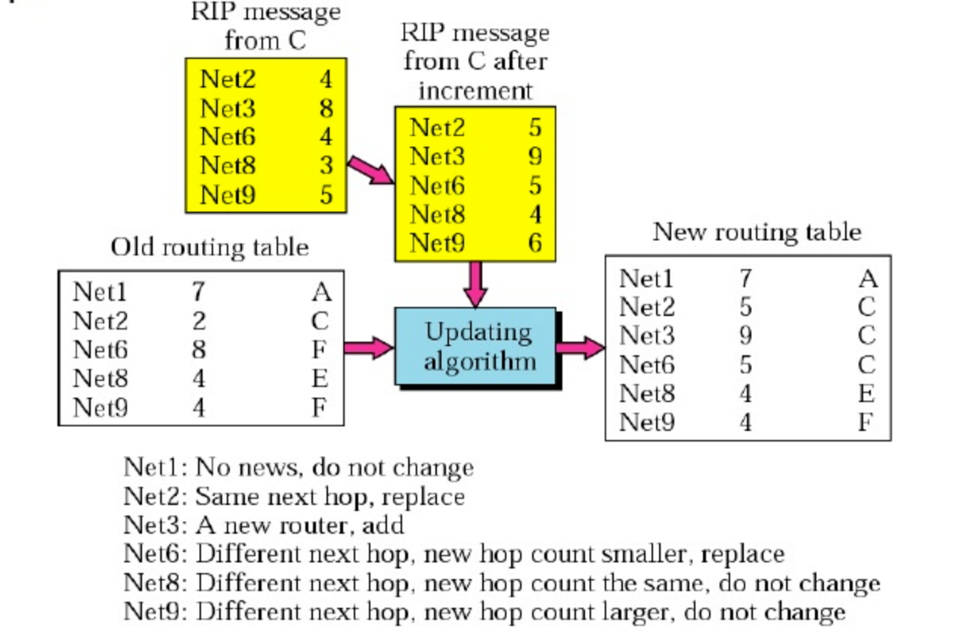 RIP message
from C
Net2 4
Net3 8
Net6 4
Net8 3
Net9 5
RIP message
from C after
increment
Net2 5
Net3 9
Net6 5
Net8 4
Net9 6
Old routing table
Net1 7 A
Net2 2 C
Net6 8 F
Net8 4 E
Net9 4 F
Updating
algorithm
New routing table
Net1 7 A
Net2 5 C
Net3 9 C
Net6 5 C
Net8 4 E
Net9 4 F
Net1: No news, do not change
Net2: Same next hop, replace
Net3: A new router, add
Net6: Different next hop, new hop count smaller, replace
Net8: Different next hop, new hop count the same, do not change
Net9: Different next hop, new hop count larger, do not change